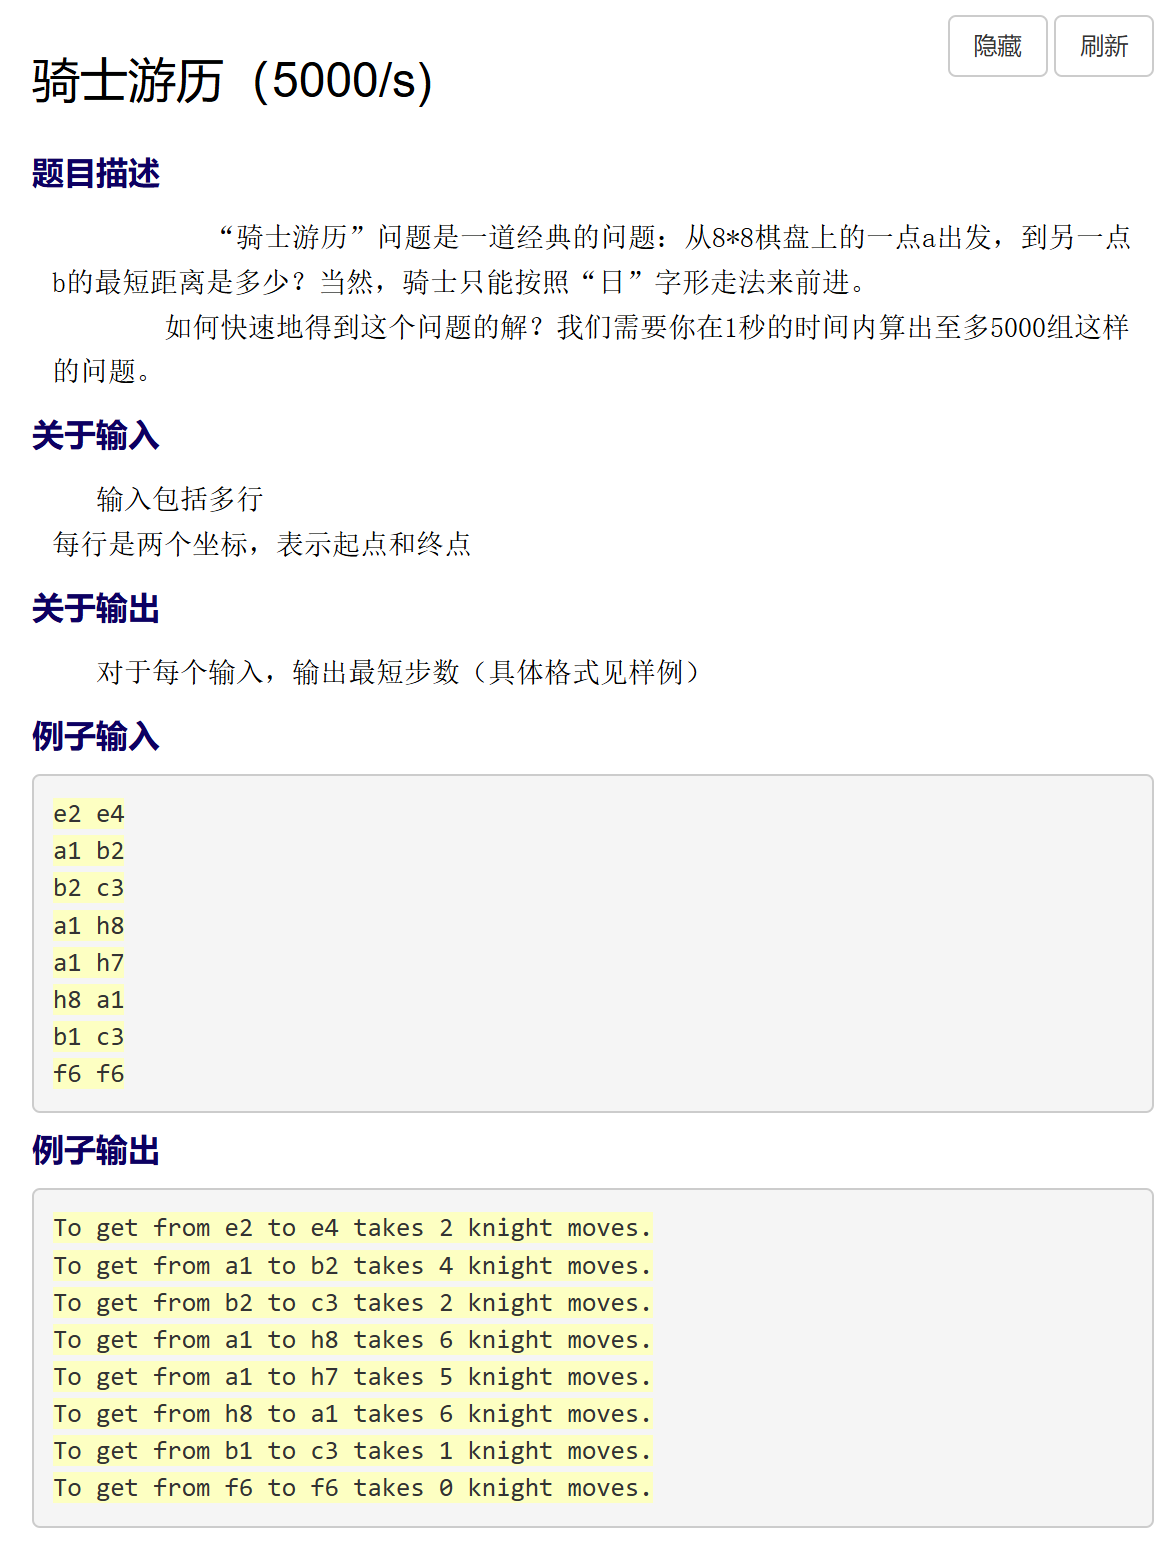 隐藏 刷新
骑士游历（5000/s）
题目描述
“骑士游历”问题是一道经典的问题：从8*8棋盘上的一点a出发，到另一点
b的最短距离是多少？当然，骑士只能按照“日”字形走法来前进。
如何快速地得到这个问题的解？我们需要你在1秒的时间内算出至多5000组这样
的问题。
关于输入
输入包括多行
每行是两个坐标，表示起点和终点
关于输出
对于每个输入，输出最短步数（具体格式见样例）
例子输入
e2 e4
a1 b2
b2 c3
a1 h8
a1 h7
h8 a1
b1 c3
f6 f6
例子输出
To get from e2 to e4 takes 2 knight moves.
To get from a1 to b2 takes 4 knight moves.
To get from b2 to c3 takes 2 knight moves.
To get from a1 to h8 takes 6 knight moves.
To get from a1 to h7 takes 5 knight moves.
To get from h8 to a1 takes 6 knight moves.
To get from b1 to c3 takes 1 knight moves.
To get from f6 to f6 takes 0 knight moves.